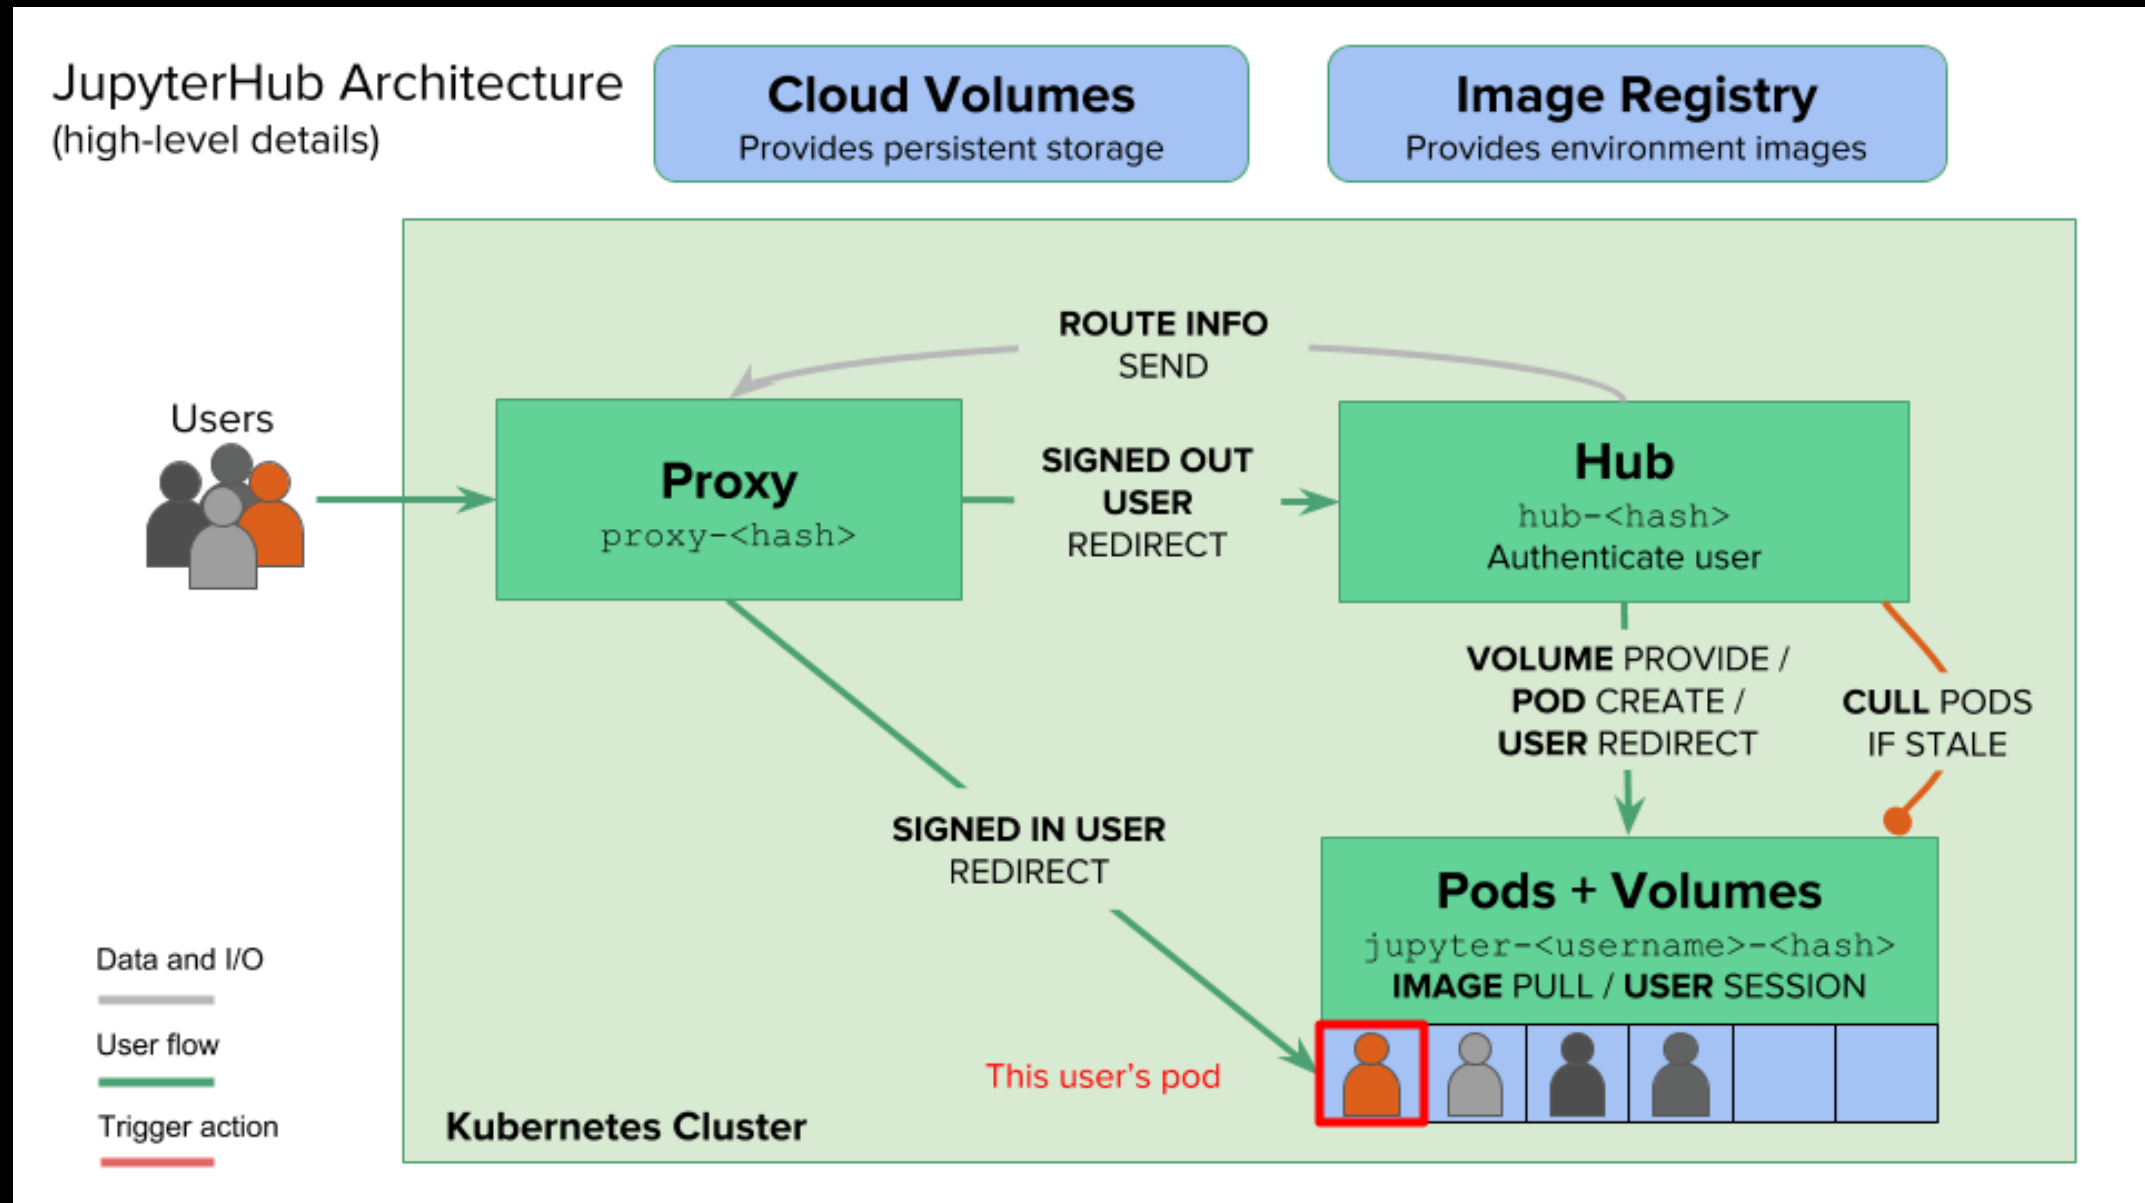 JupyterHub Architecture
(high-level details)
Cloud Volumes
Provides persistent storage
Image Registry
Provides environment images
Users
ROUTE INFO
SEND
Proxy
proxy-<hash>
SIGNED OUT
USER
REDIRECT
Hub
hub-<hash>
Authenticate user
VOLUME PROVIDE /
POD CREATE /
USER REDIRECT
CULL PODS
IF STALE
SIGNED IN USER
REDIRECT
Pods + Volumes
jupyter-<username>-<hash>
IMAGE PULL / USER SESSION
This user's pod
Data and I/O
User flow
Trigger action
Kubernetes Cluster